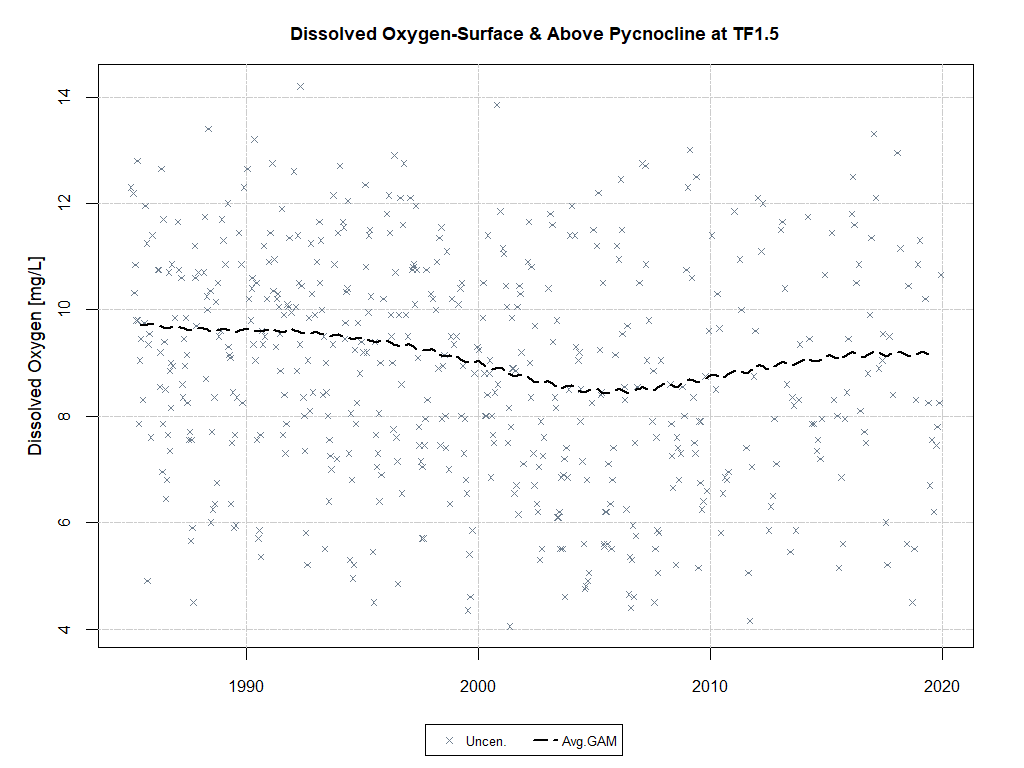 Dissolved Oxygen-Surface & Above Pycnocline at TF1.5
Dissolved Oxygen [mg/L]
14
12
10
8
6
4
1990 2000 2010 2020
Uncen. Avg.GAM